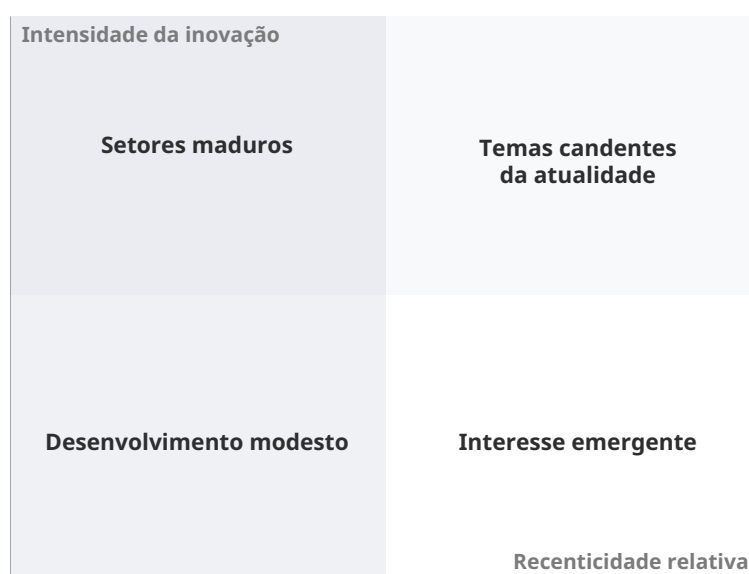 Intensidade da inovação
Setores maduros
Temas candentes
da atualidade
Desenvolvimento modesto
Interesse emergente
Recenticidade relativa